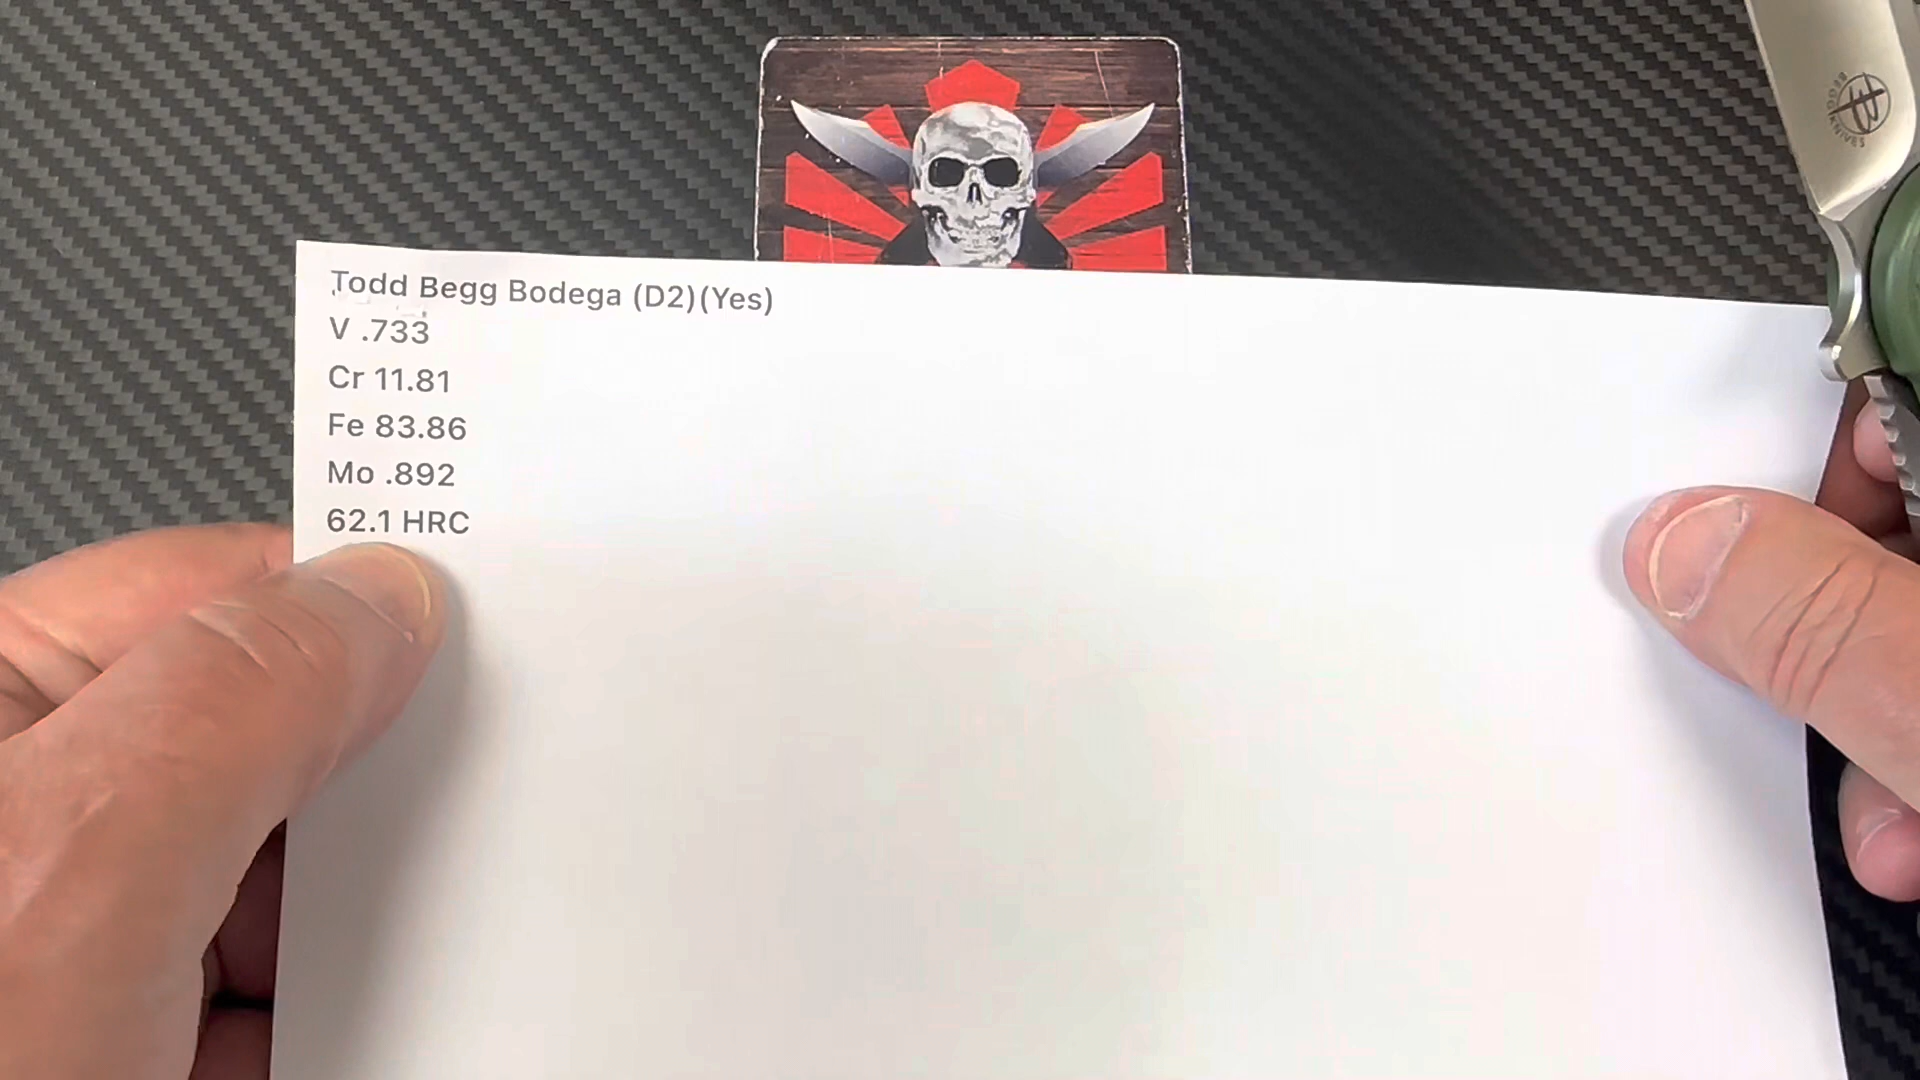 Todd Begg Bodega (D2)(Yes)
V .733
Cr 11.81
Fe 83.86
Mo .892
62.1 HRC